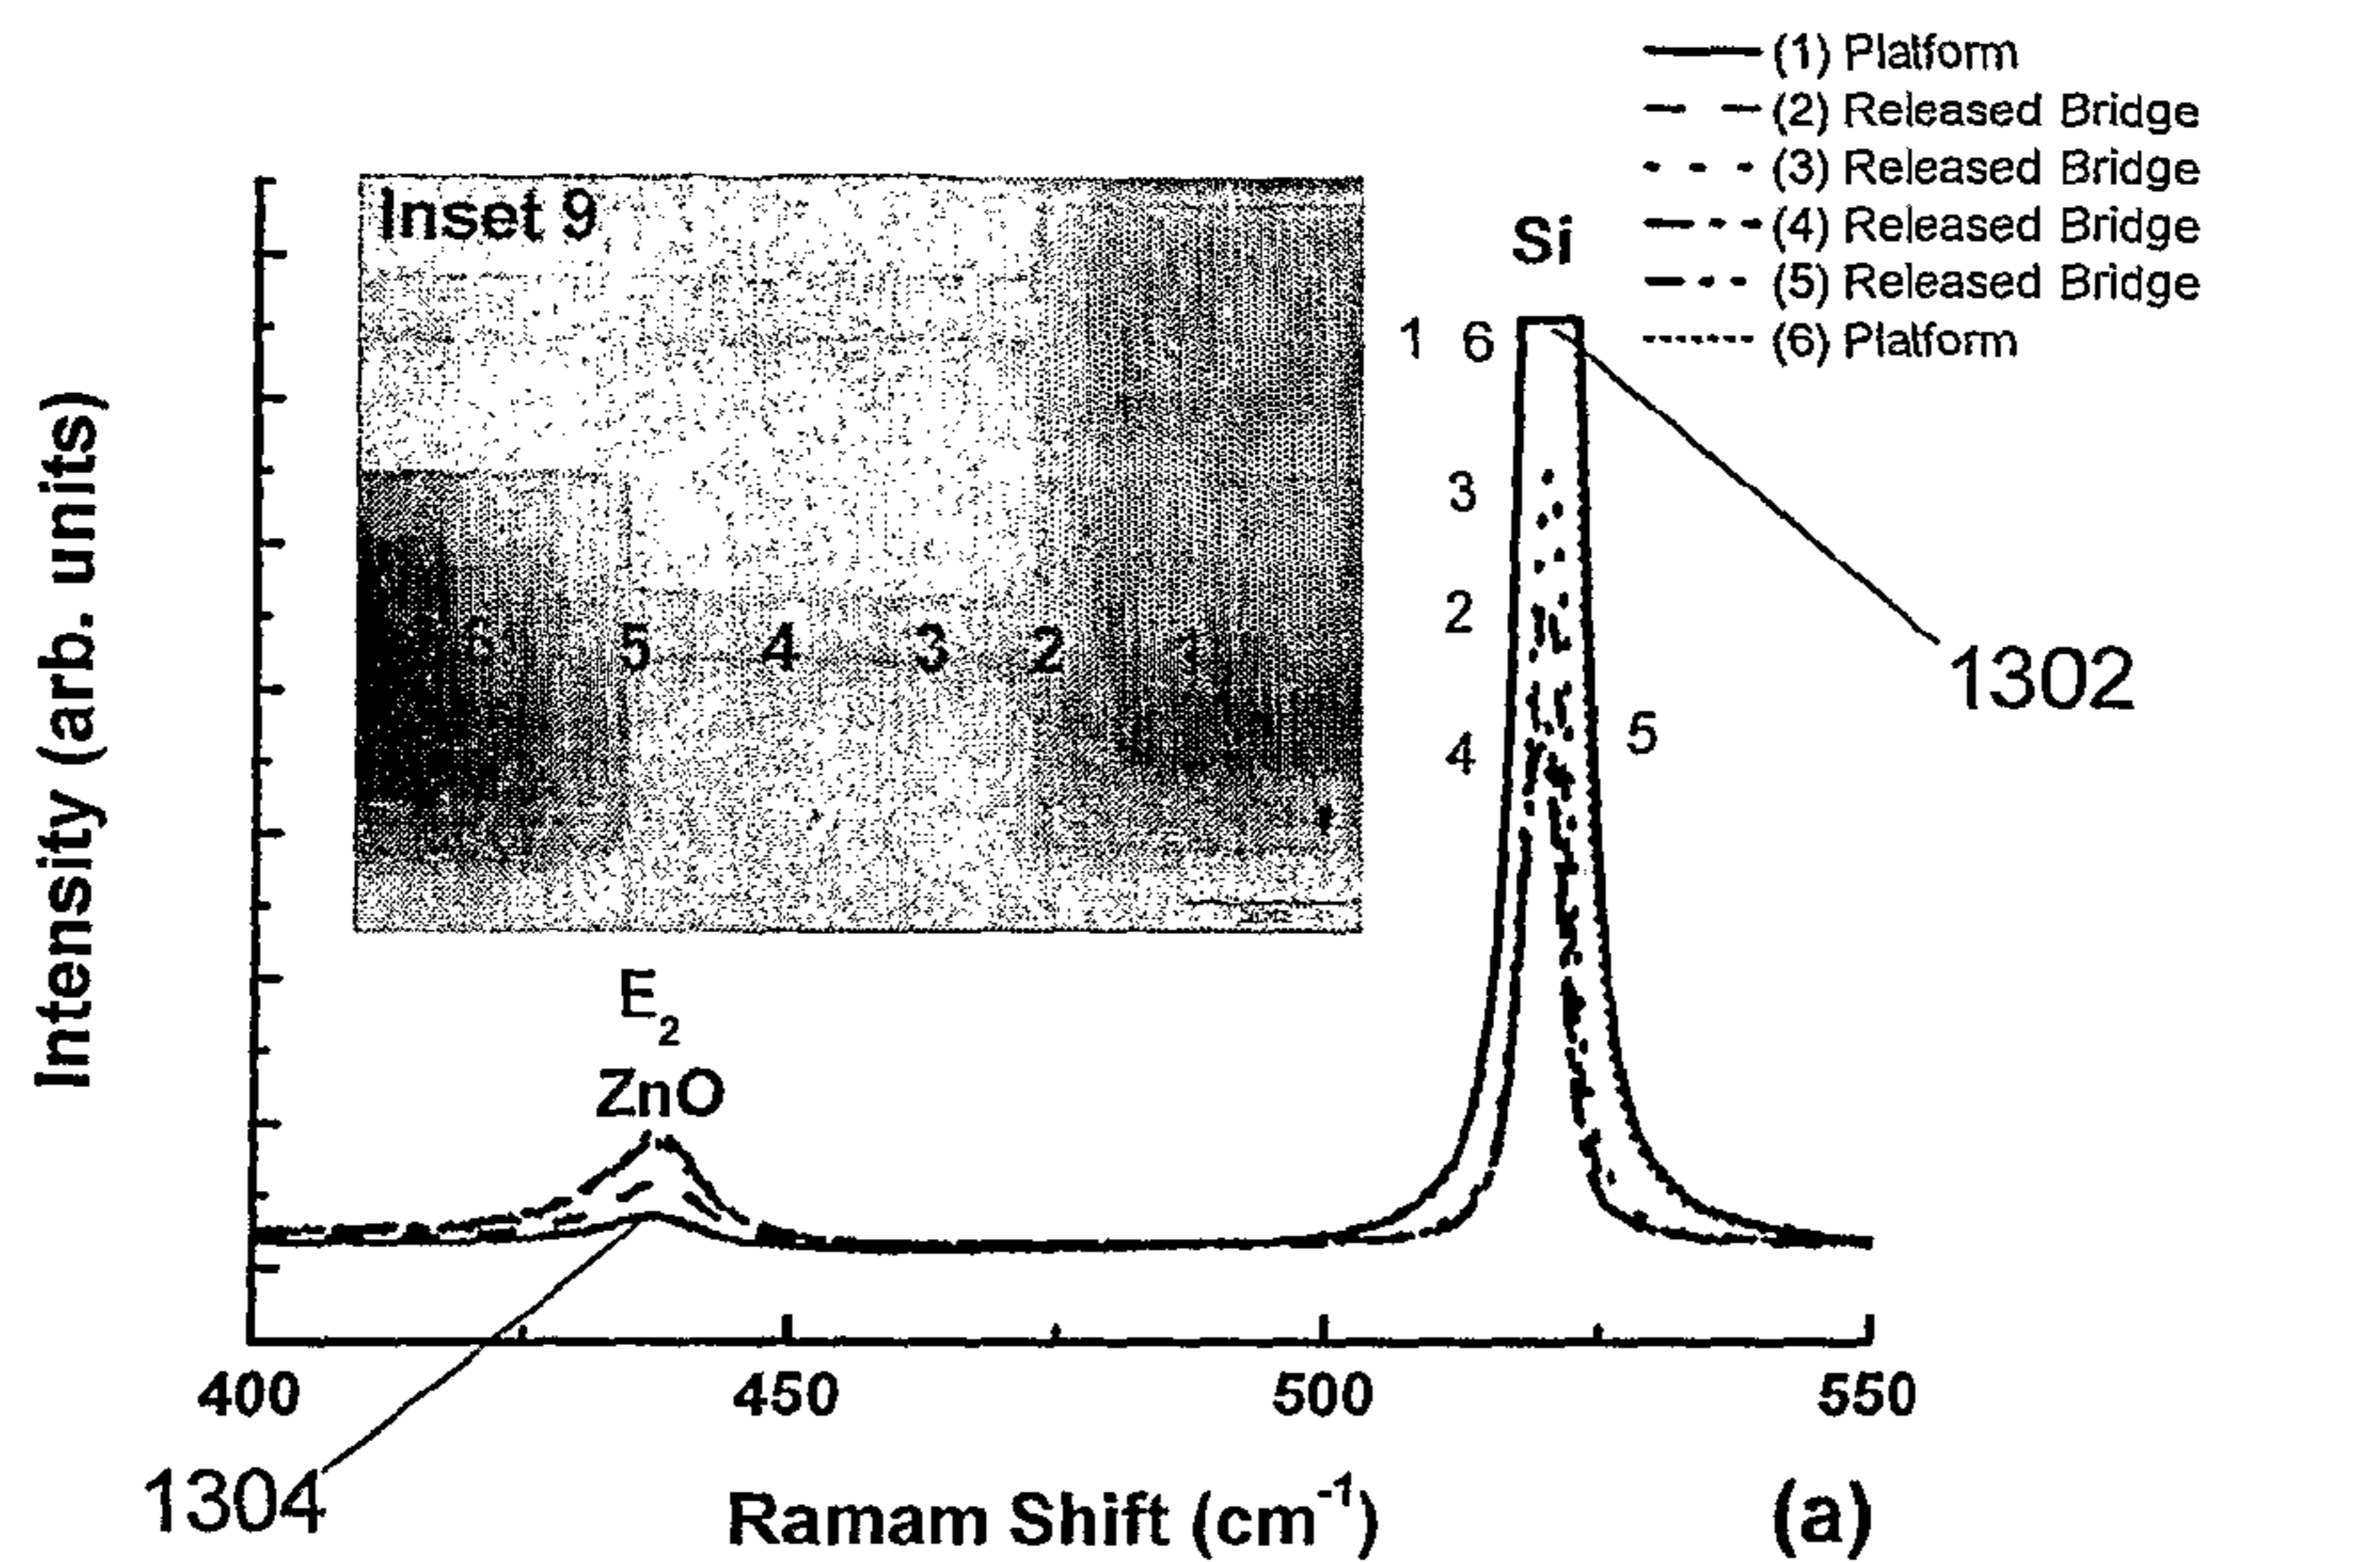 (1) Platform
(2) Released Bridge
(3) Released Bridge
(4) Released Bridge
(5) Released Bridge
(6) Platform
Inset 9
Si
1 6
3
2
4
5
6 5 4 3 2 1
1302
E2
ZnO
Intensity (arb. units)
400 450 500 550
1304
Ramam Shift (cm-1)
(a)